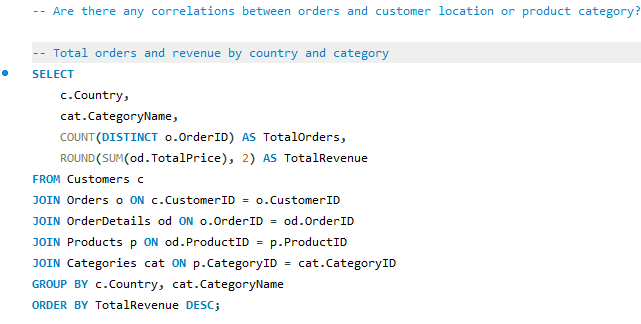 -- Are there any correlations between orders and customer location or product category?
-- Total orders and revenue by country and category
SELECT
    c.Country,
    cat.CategoryName,
    COUNT(DISTINCT o.OrderID) AS TotalOrders,
    ROUND(SUM(od.TotalPrice), 2) AS TotalRevenue
FROM Customers c
JOIN Orders o ON c.CustomerID = o.CustomerID
JOIN OrderDetails od ON o.OrderID = od.OrderID
JOIN Products p ON od.ProductID = p.ProductID
JOIN Categories cat ON p.CategoryID = cat.CategoryID
GROUP BY c.Country, cat.CategoryName
ORDER BY TotalRevenue DESC;